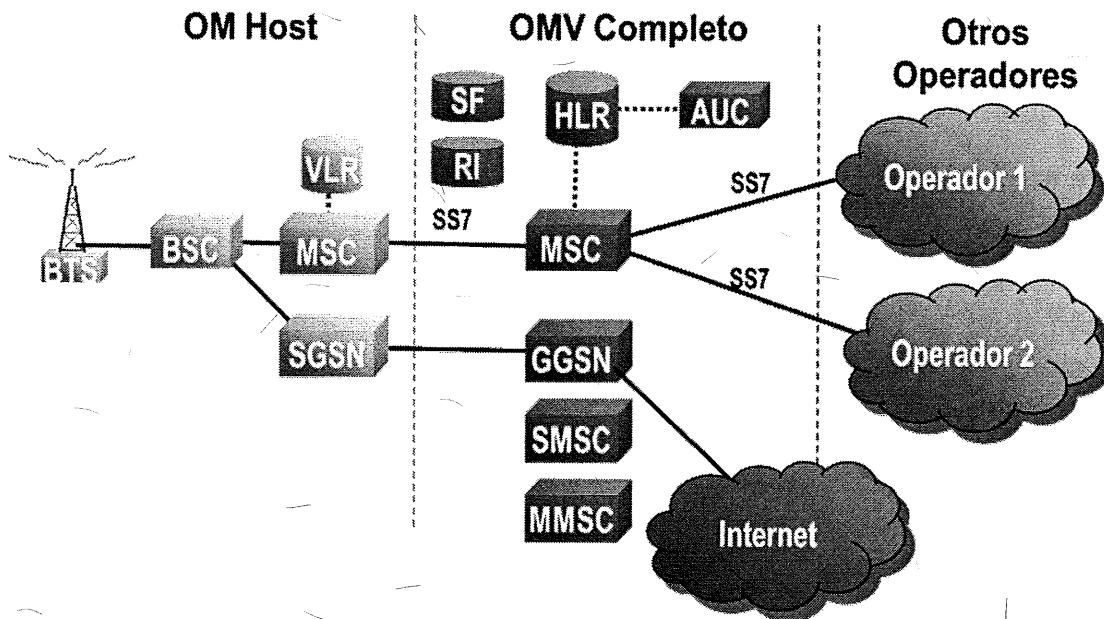 OM Host
OMV Completo
Otros
Operadores
SF
HLR
AUC
RI
VLR
SS7
SS7
Operador 1
BTS
BSC
MSC
MSC
SS7
Operador 2
SGSN
GGSN
SMSC
MMSC
Internet